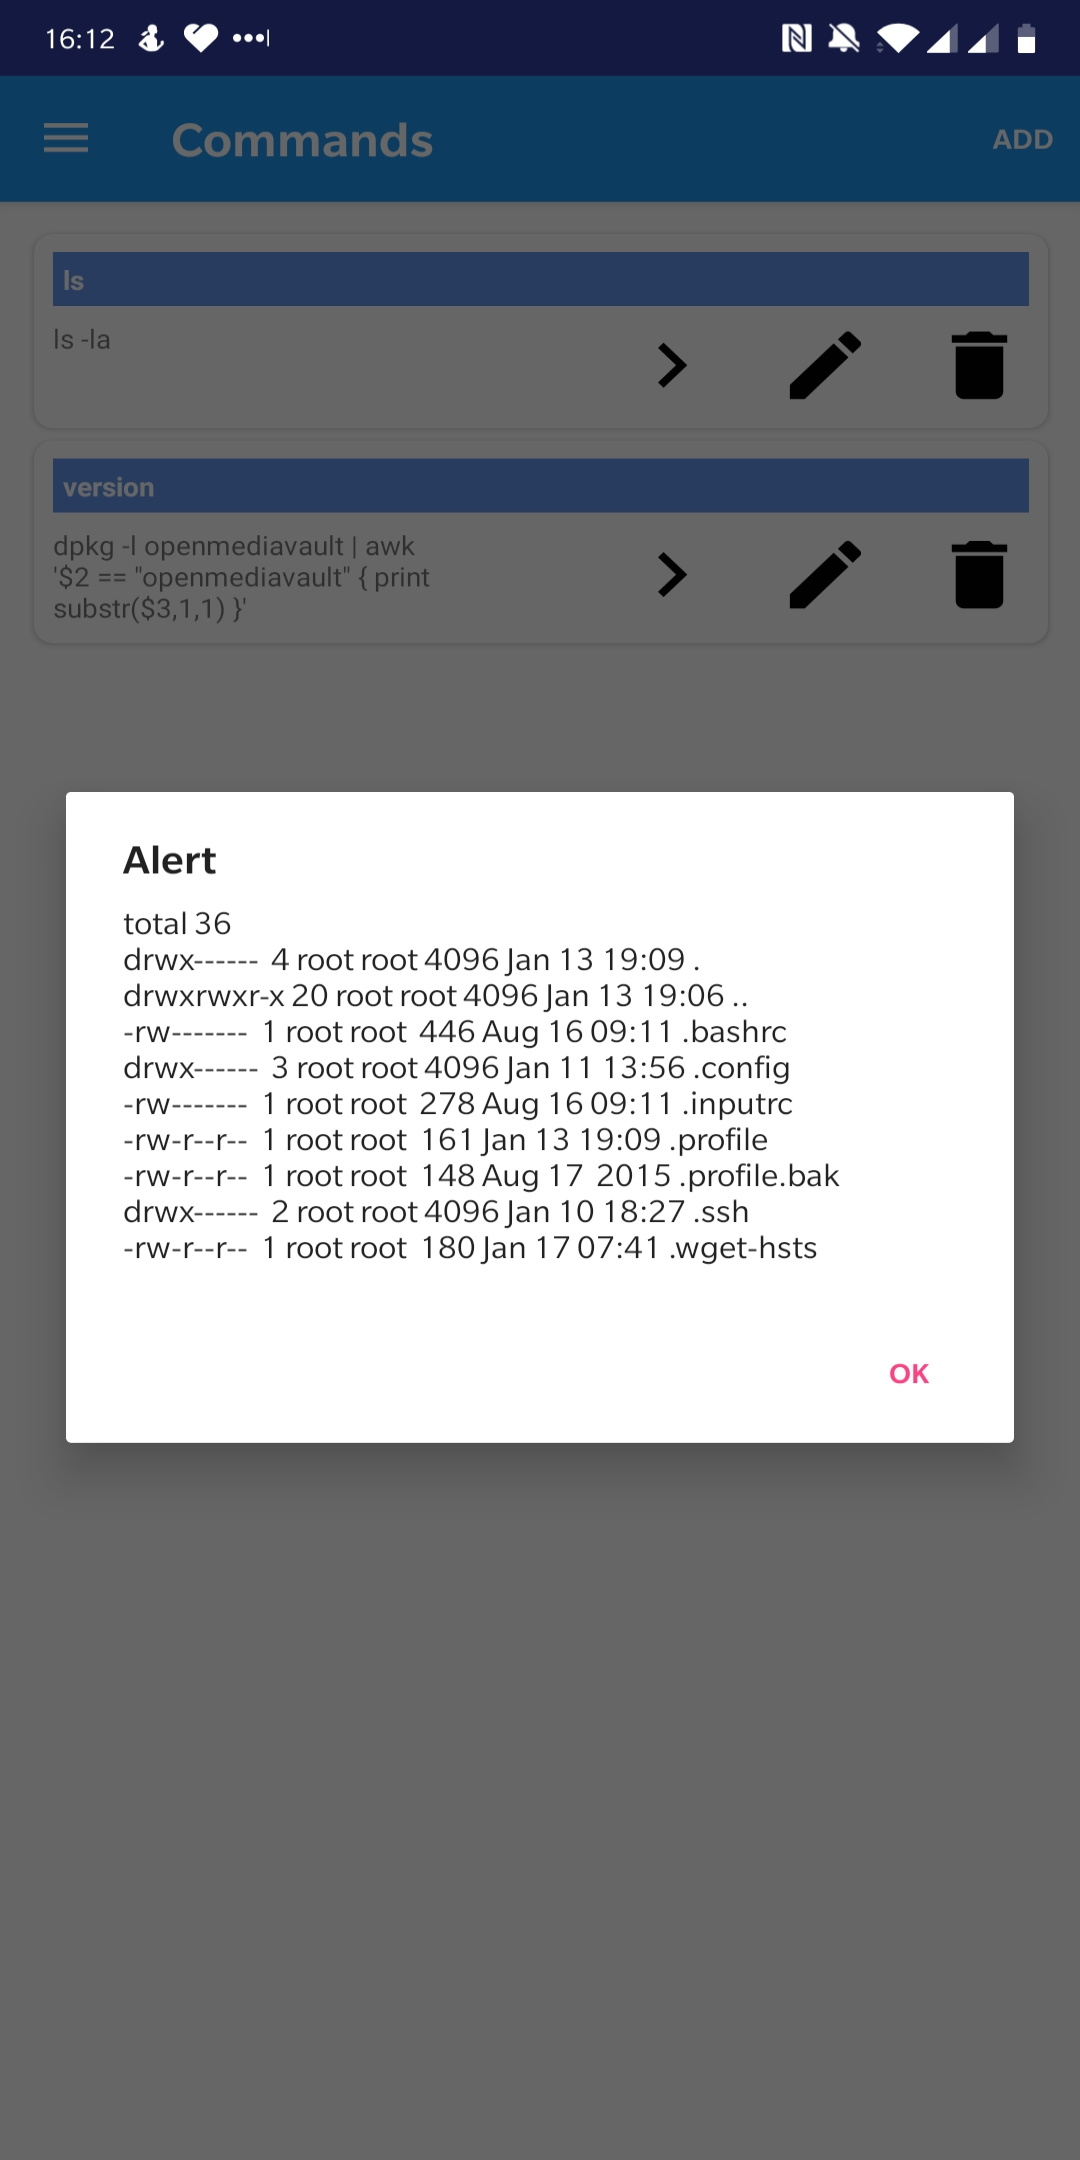 16:12
Commands
ADD
ls
ls -la
version
dpkg -l openmediavault | awk
'$2 == "openmediavault" { print
substr($3,1,1) }'
Alert
total 36
drwx------ 4 root root 4096 Jan 13 19:09 .
drwxrwxr-x 20 root root 4096 Jan 13 19:06 ..
-rw------- 1 root root 446 Aug 16 09:11 .bashrc
drwx------ 3 root root 4096 Jan 11 13:56 .config
-rw------- 1 root root 278 Aug 16 09:11 .inputrc
-rw-r--r-- 1 root root 161 Jan 13 19:09 .profile
-rw-r--r-- 1 root root 148 Aug 17 2015 .profile.bak
drwx------ 2 root root 4096 Jan 10 18:27 .ssh
-rw-r--r-- 1 root root 180 Jan 17 07:41 .wget-hsts
OK